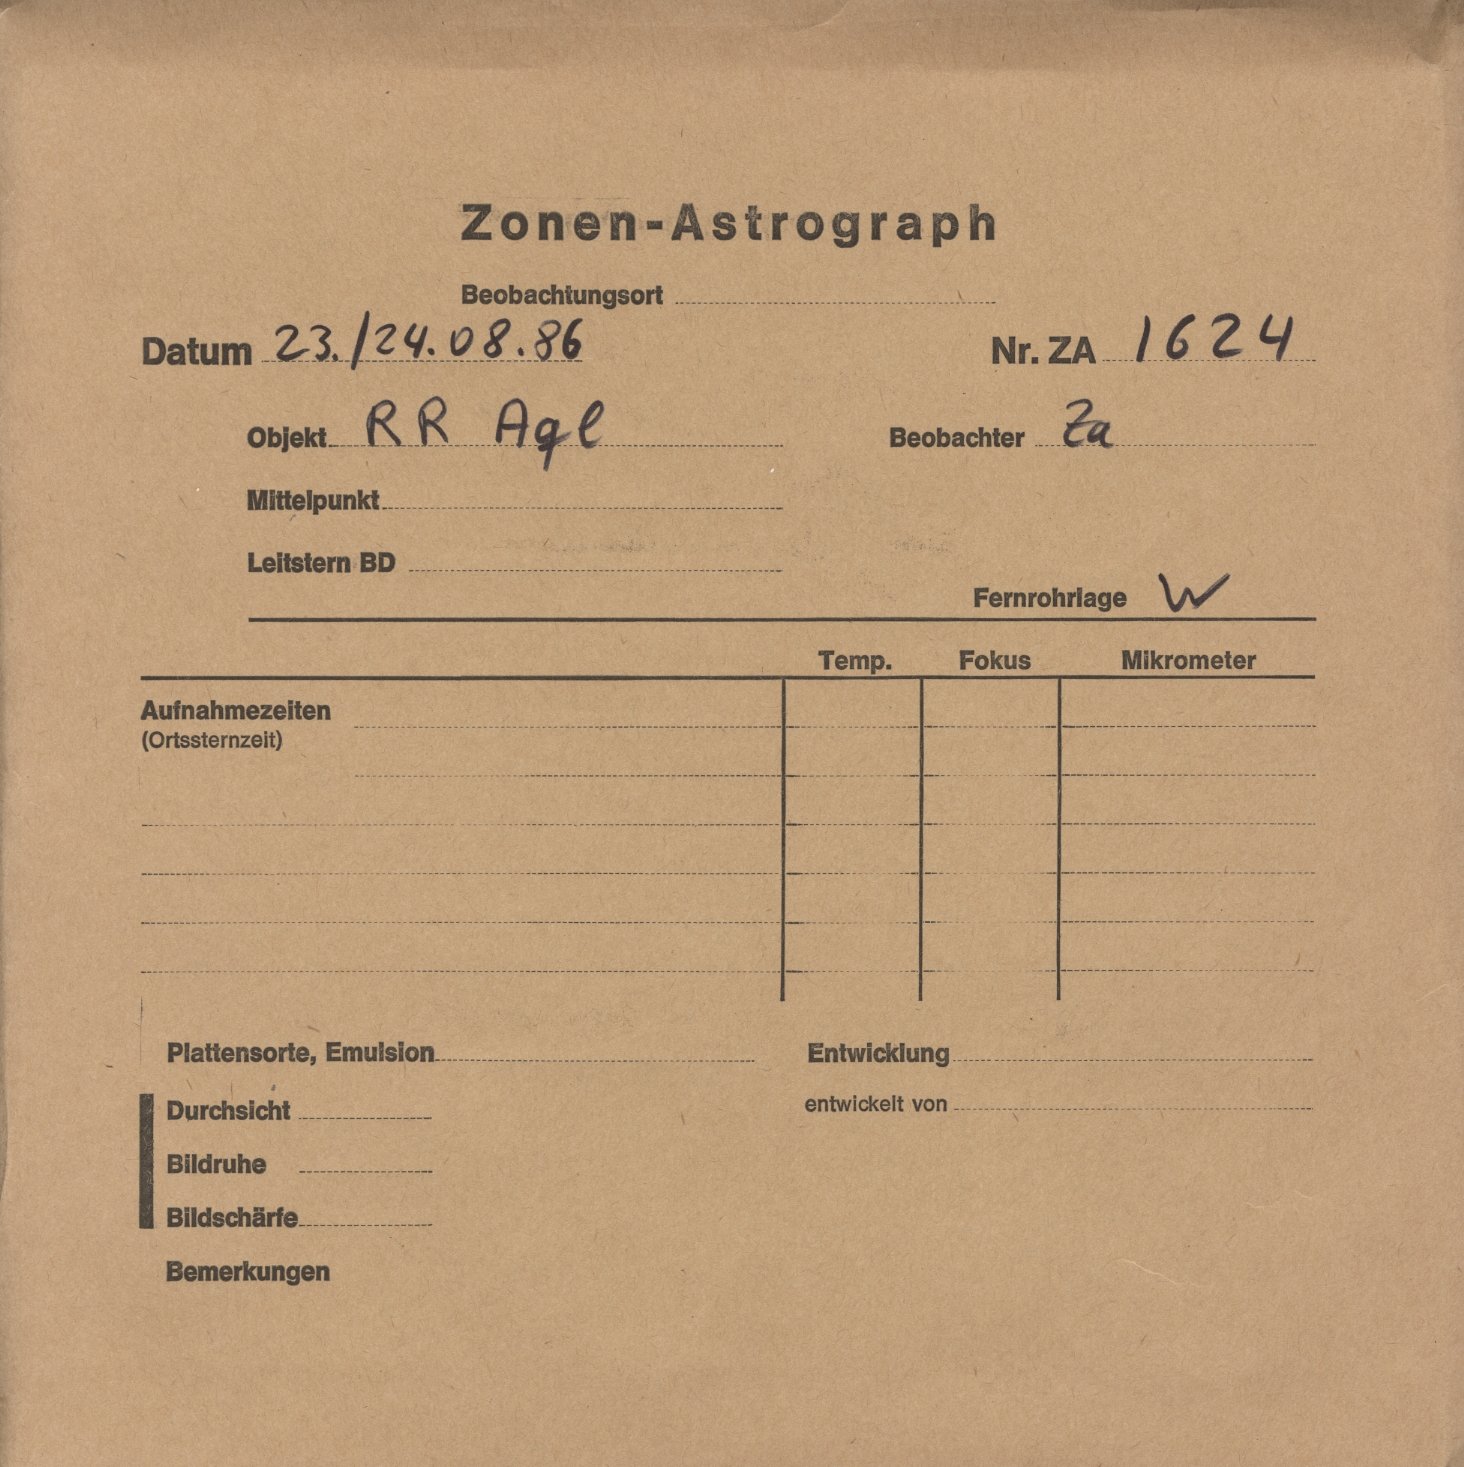 Zonen-Astrograph
Beobachtungsort
Datum 23./24.08.86 Nr. ZA 1624
Objekt RR Aql Beobachter Za
Mittelpunkt
Leitstern BD
Fernrohrlage W
Temp. Fokus Mikrometer
Aufnahmezeiten
(Ortssternzeit)
Plattensorte, Emulsion Entwicklung
Durchsicht entwickelt von
Bildruhe
Bildschärfe
Bemerkungen